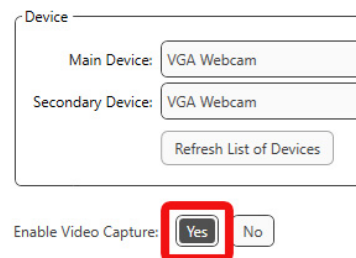 Device
Main Device: VGA Webcam
Secondary Device: VGA Webcam
Refresh List of Devices
Enable Video Capture: Yes No